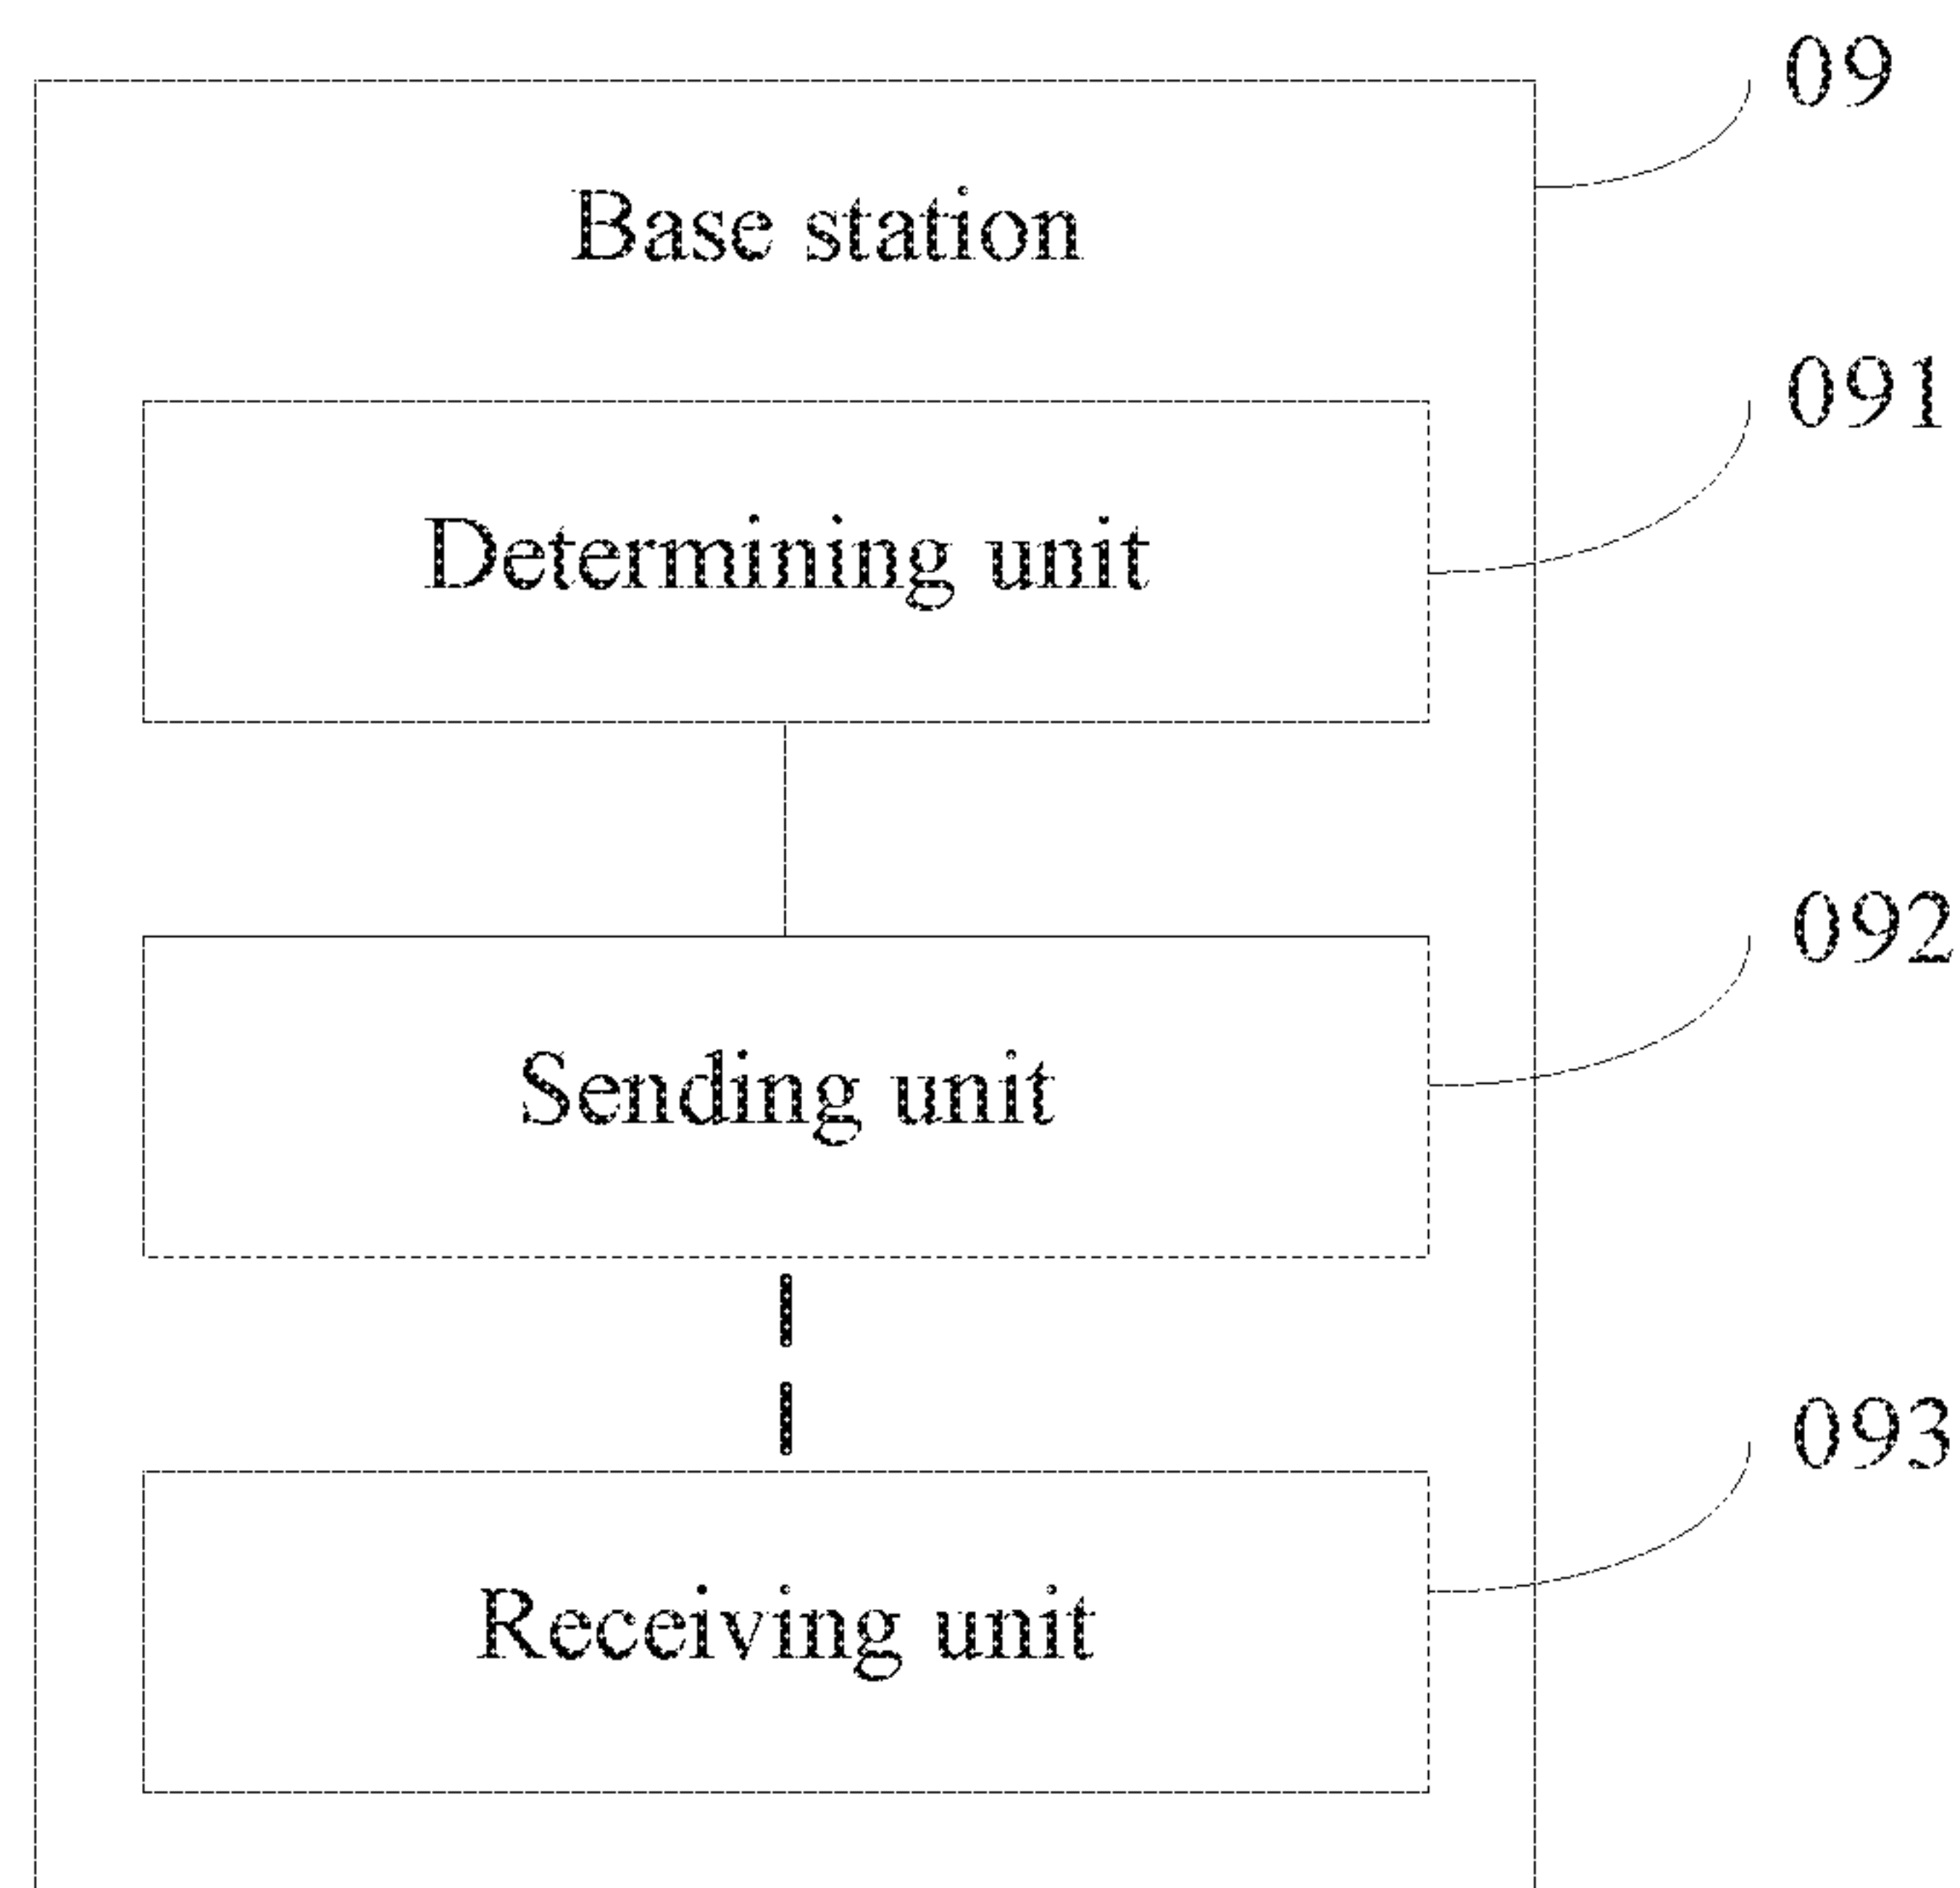 09
Base station
091
Determining unit
092
Sending unit
093
Receiving unit